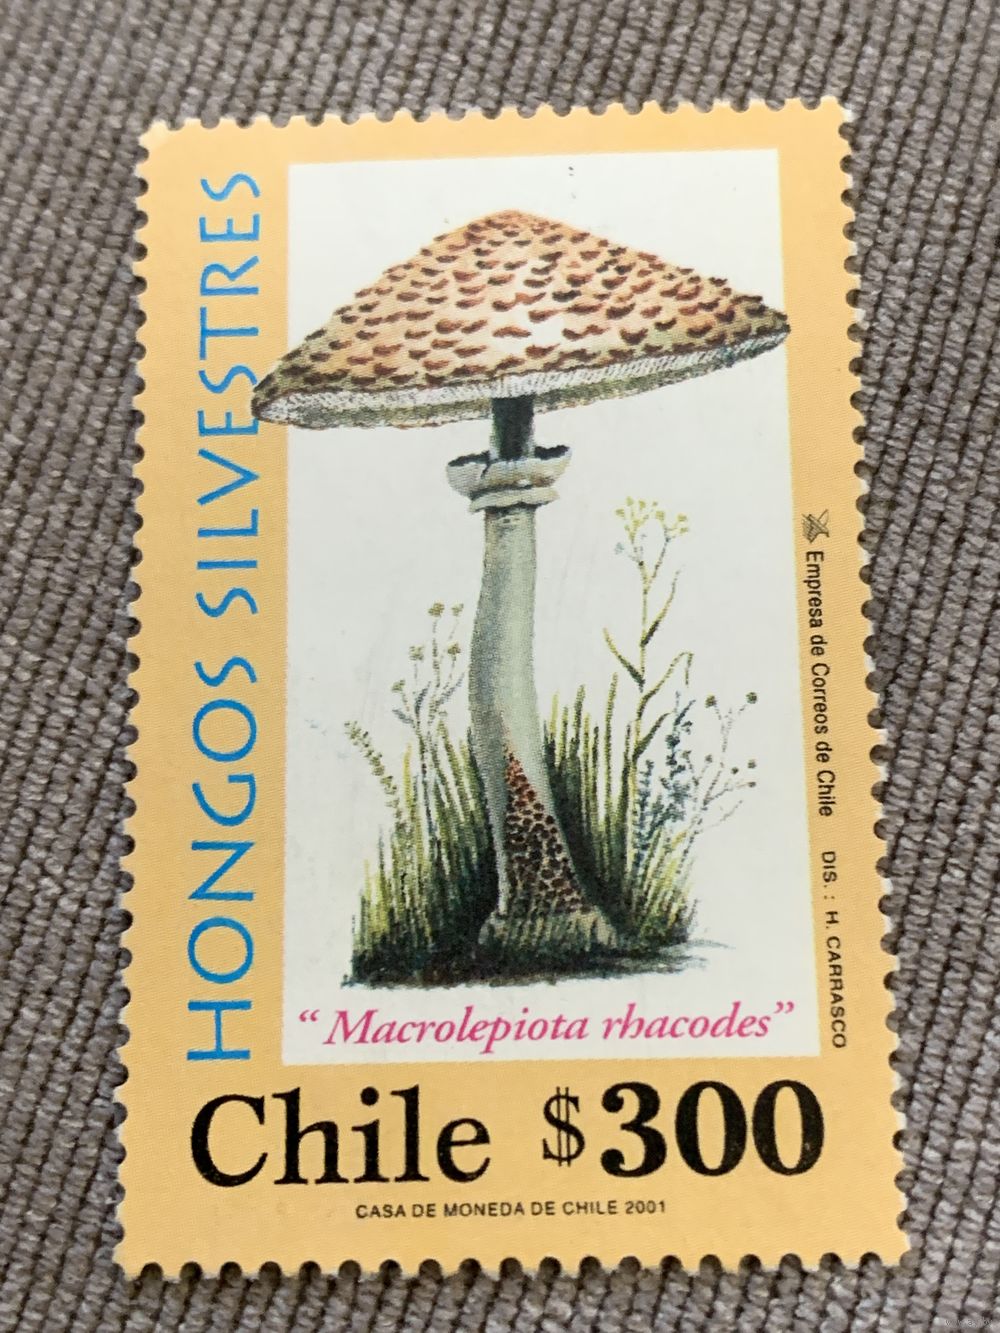 HONGOS SILVESTRES
Empresa de Correos de Chile DIS.: H. CARRASCO
“Macrolepiota rhacodes”
Chile $300
CASA DE MONEDA DE CHILE 2001